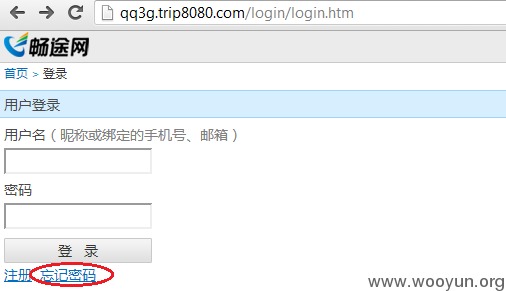 qq3g.trip8080.com/login/login.htm
畅途网
首页 > 登录
用户登录
用户名（昵称或绑定的手机号、邮箱）
密码
登 录
注册 忘记密码
www.wooyun.org